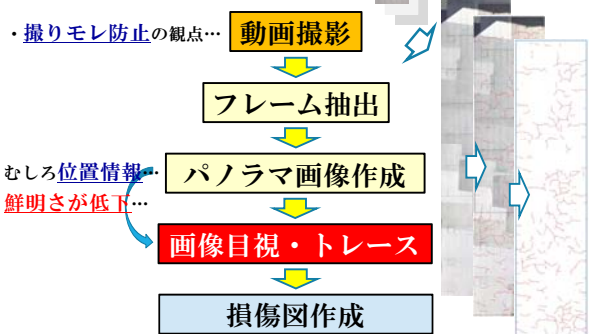 ・撮りモレ防止の観点…
動画撮影
フレーム抽出
むしろ位置情報…
鮮明さが低下…
パノラマ画像作成
画像目視・トレース
損傷図作成